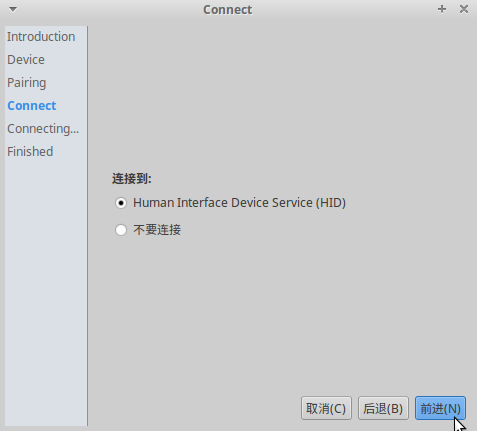 Connect
Introduction
Device
Pairing
Connect
Connecting...
Finished
连接到:
Human Interface Device Service (HID)
不要连接
取消(C) 后退(B) 前进(N)